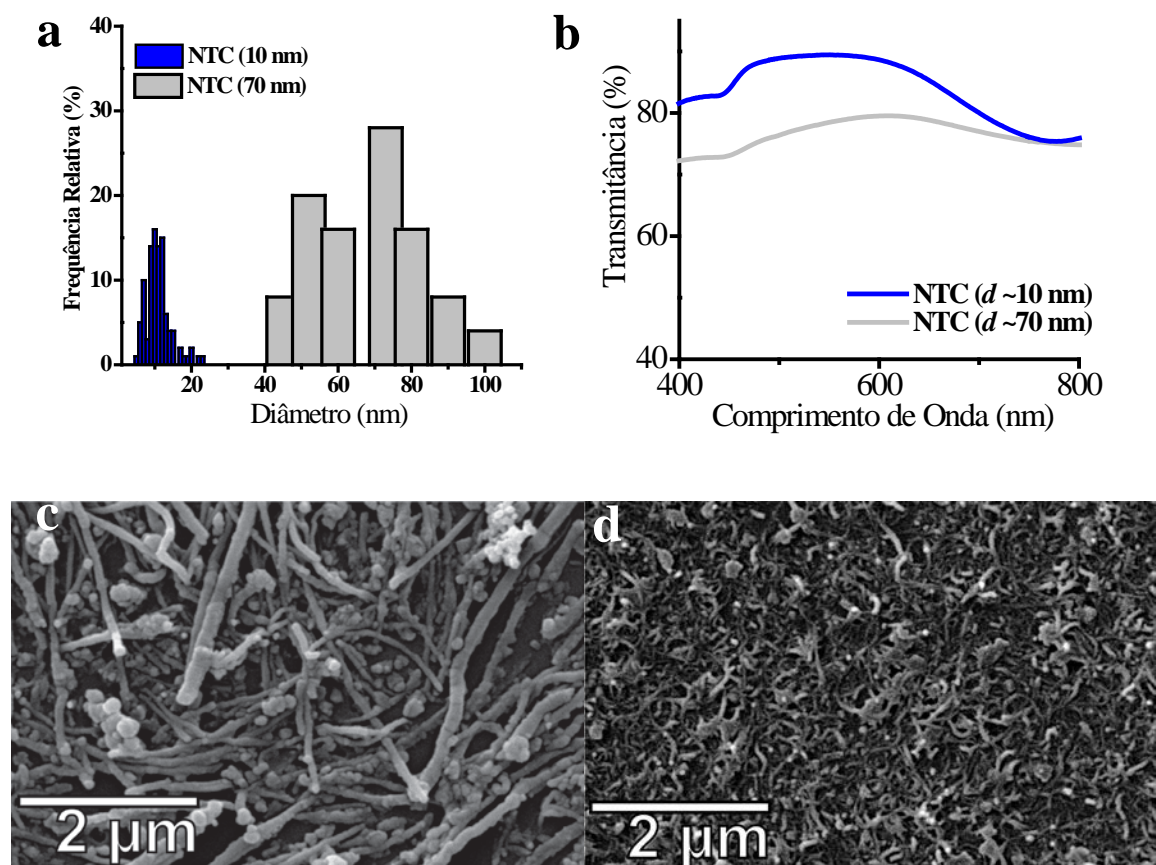 a
40
30
20
10
0
Frequência Relativa (%)
NTC (10 nm)
NTC (70 nm)
20
40
60
80
100
Diâmetro (nm)
b
80
60
40
Transmitância (%)
NTC (d ~10 nm)
NTC (d ~70 nm)
400
600
800
Comprimento de Onda (nm)
c
2 µm
d
2 µm